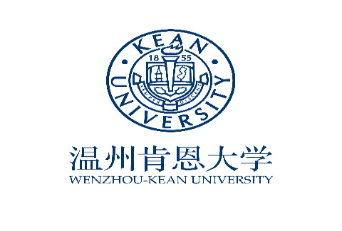 · KEAN ·
UNIVERSITY
1855
温州肯恩大学
WENZHOU-KEAN UNIVERSITY